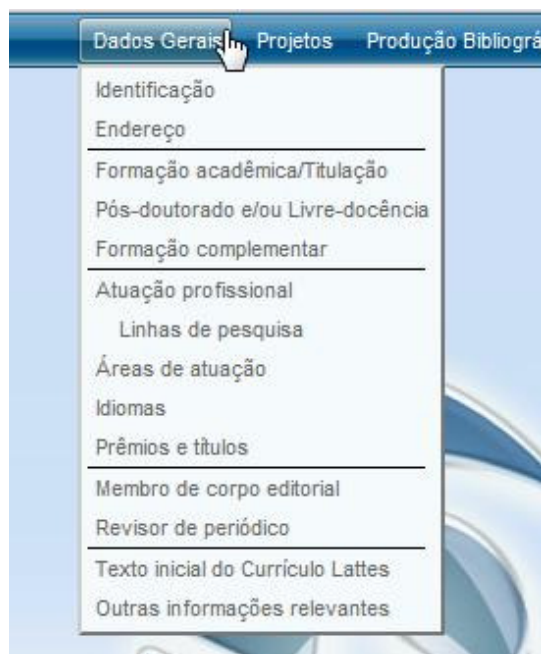 Dados Gerais Projetos Produção Bibliográ
Identificação
Endereço
Formação acadêmica/Titulação
Pós-doutorado e/ou Livre-docência
Formação complementar
Atuação profissional
Linhas de pesquisa
Áreas de atuação
Idiomas
Prêmios e títulos
Membro de corpo editorial
Revisor de periódico
Texto inicial do Currículo Lattes
Outras informações relevantes